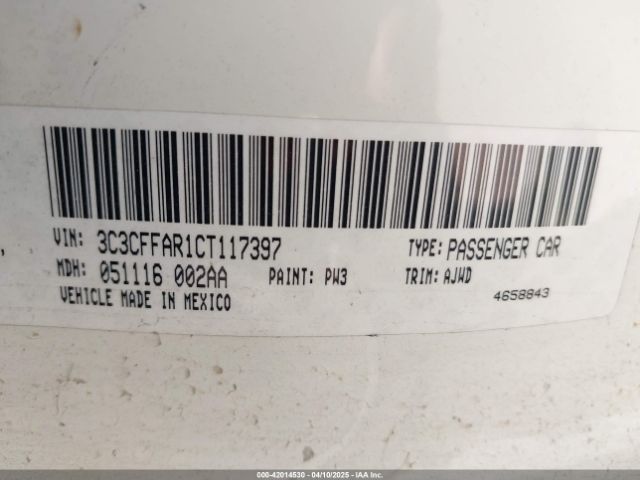 VIN: 3C3CFFAR1CT117397 TYPE: PASSENGER CAR
MDH: 051116 002AA PAINT: PW3 TRIM: AJWD
VEHICLE MADE IN MEXICO 4658843
000-42014530 - 04/10/2025 - IAA Inc.